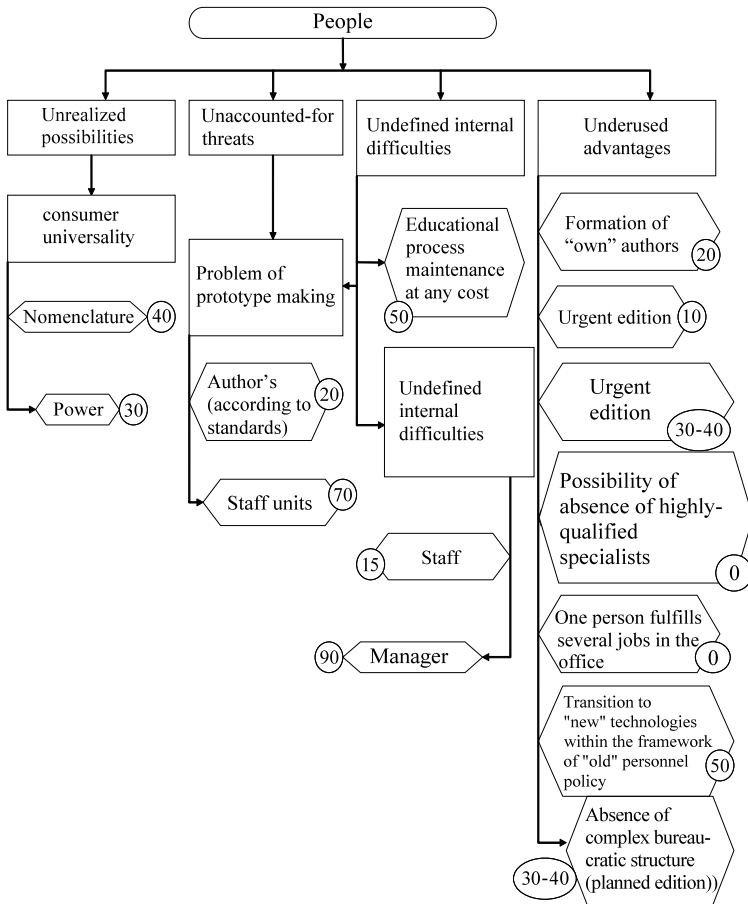 People
Unrealized
possibilities
Unaccounted-for
threats
Undefined internal
difficulties
Underused
advantages
consumer
universality
Nomenclature
40
Power
30
Problem of
prototype making
Author's
(according to
standards)
20
Staff units
70
Educational
process
maintenance
at any cost
50
Undefined
internal
difficulties
Staff
15
Manager
90
Formation of
“own” authors
20
Urgent edition
10
Urgent
edition
30-40
Possibility of
absence of highly-
qualified
specialists
0
One person fulfills
several jobs in the
office
0
Transition to
"new" technologies
within the framework
of "old" personnel
policy
50
Absence of
complex bureau-
cratic structure
(planned edition))
30-40